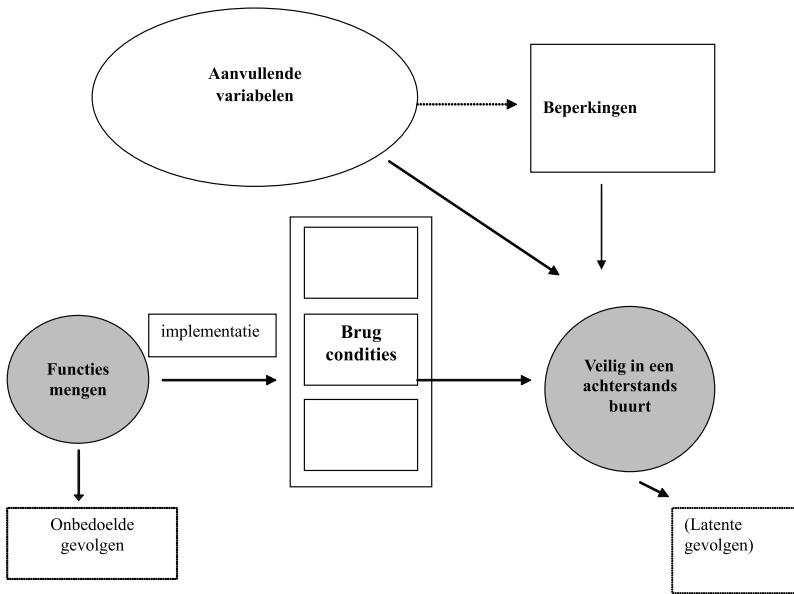 Aanvullende
variabelen
Beperkingen
implementatie
Brug
condities
Functies
mengen
Veilig in een
achterstands
buurt
Onbedoelde
gevolgen
(Latente
gevolgen)